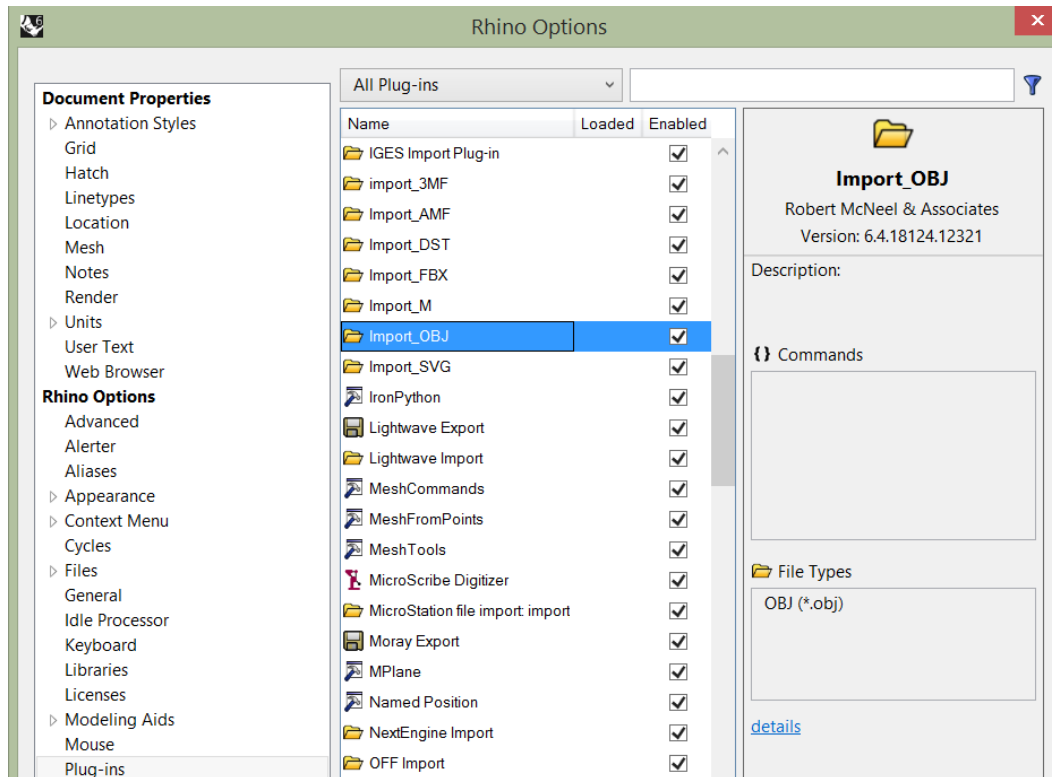 6
Rhino Options
x
Document Properties
Annotation Styles
Grid
Hatch
Linetypes
Location
Mesh
Notes
Render
Units
User Text
Web Browser
Rhino Options
Advanced
Alerter
Aliases
Appearance
Context Menu
Cycles
Files
General
Idle Processor
Keyboard
Libraries
Licenses
Modeling Aids
Mouse
Plug-ins
All Plug-ins
Name Loaded Enabled
IGES Import Plug-in
import_3MF
Import_AMF
Import_DST
Import_FBX
Import_M
Import_OBJ
Import_SVG
IronPython
Lightwave Export
Lightwave Import
MeshCommands
MeshFromPoints
MeshTools
MicroScribe Digitizer
MicroStation file import: import
Moray Export
MPlane
Named Position
NextEngine Import
OFF Import
Import_OBJ
Robert McNeel & Associates
Version: 6.4.18124.12321
Description:
{} Commands
File Types
OBJ (*.obj)
details